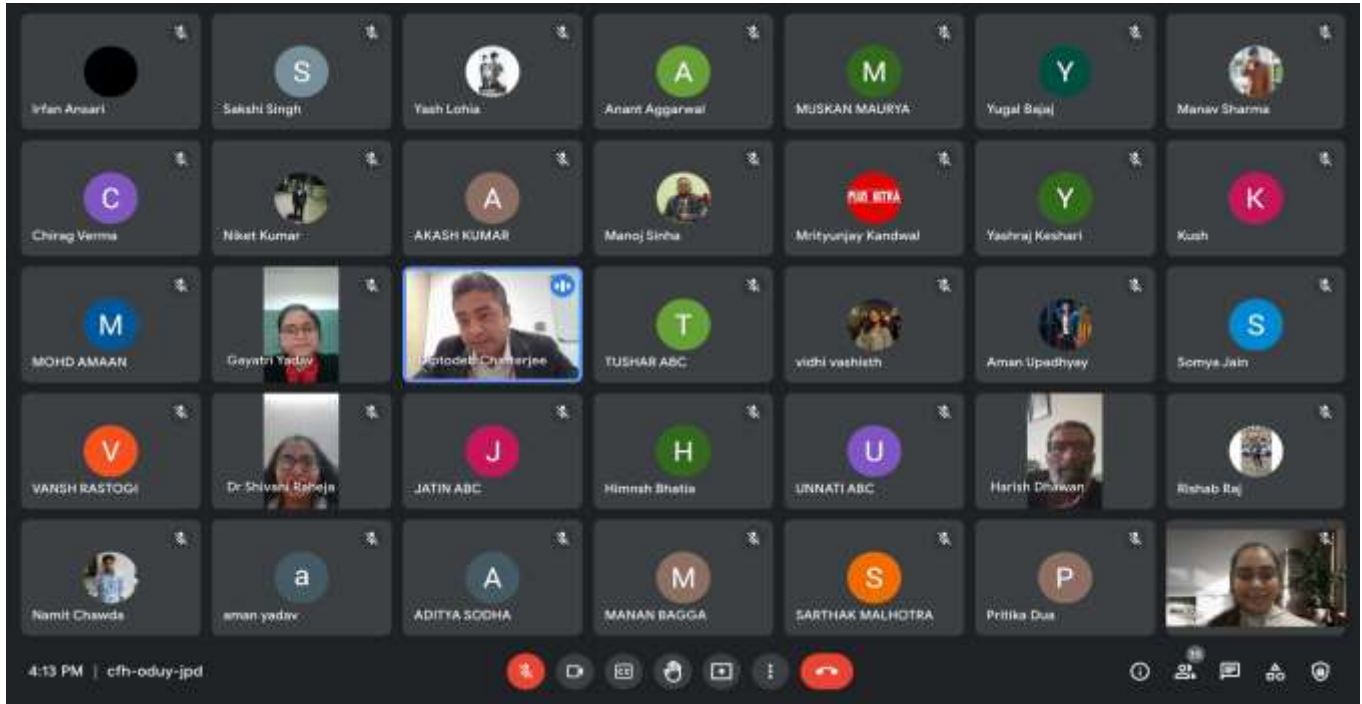 Irfan Ansari
S
Sakshi Singh
Yash Lohia
A
Anant Aggarwal
M
MUSKAN MAURYA
Y
Yugal Bajaj
Manav Sharma
C
Chirag Verma
Niket Kumar
A
AKASH KUMAR
Manoj Sinha
Mrityunjay Kandwal
Y
Yashraj Keshari
K
Kush
M
MOHD AMAAN
Gayatri Yadav
Diptodeb Chatterjee
T
TUSHAR ABC
vidhi vashisth
Aman Upadhyay
S
Somya Jain
V
VANSH RASTOGI
Dr Shivani Raheja
J
JATIN ABC
H
Himnsh Bhatia
U
UNNATI ABC
Harish Dhawan
Rishab Raj
Namit Chawda
a
aman yadav
A
ADITYA SODHA
M
MANAN BAGGA
S
SARTHAK MALHOTRA
P
Pritika Dua
4:13 PM | cfh-oduy-jpd